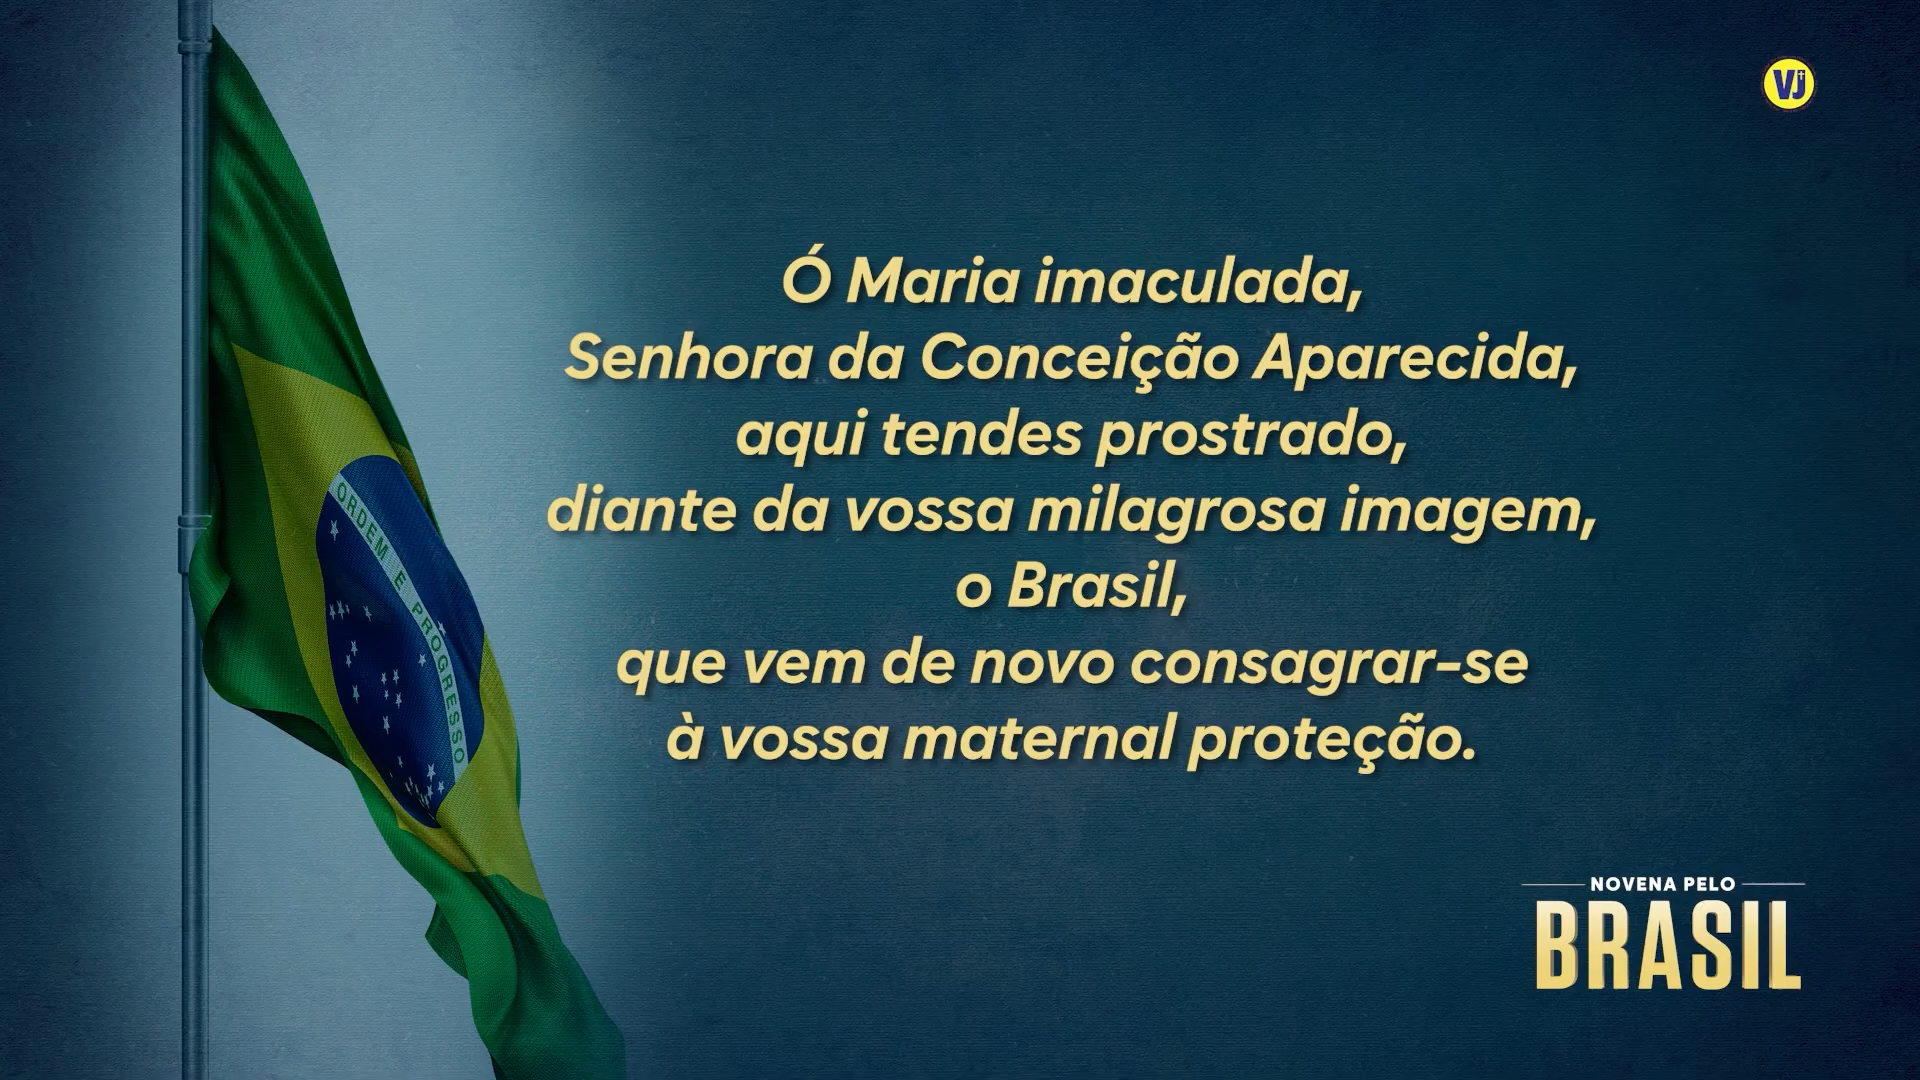 VJ
Ó Maria imaculada,
Senhora da Conceição Aparecida,
aqui tendes prostrado,
diante da vossa milagrosa imagem,
o Brasil,
que vem de novo consagrar-se
à vossa maternal proteção.
ORDEM E PROGRESSO
NOVENA PELO
BRASIL